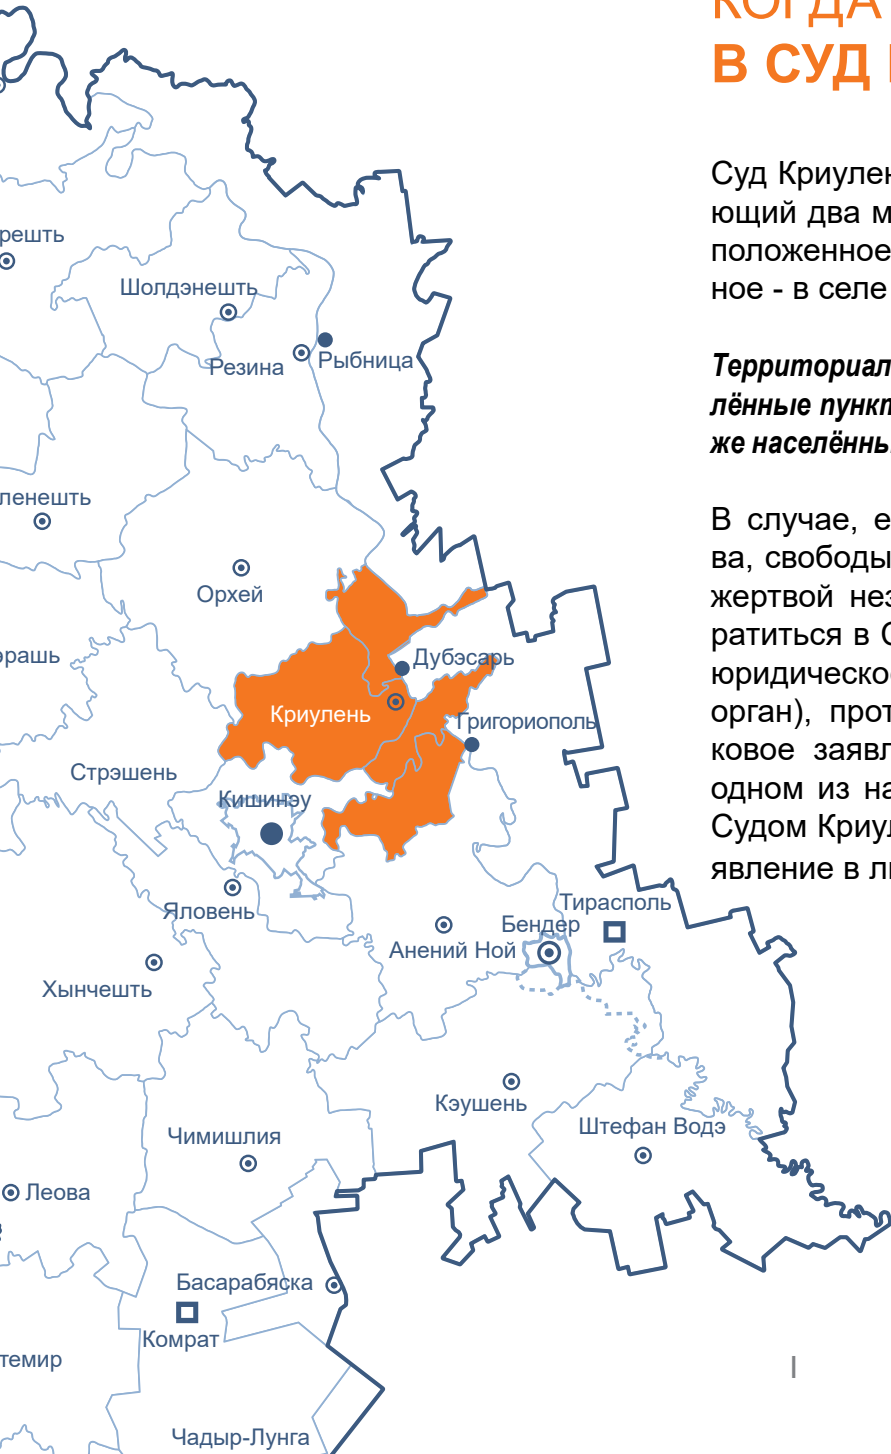 КОГДА
В СУД
Суд Криулен
ющий два м
положенное
ное - в селе
Территориал
лённые пункт
же населённы
В случае, е
ва, свободы
жертвой нез
ратиться в С
юридическо
орган), прот
ковое заявл
одном из на
Судом Криул
явление в л
решть
Шолдэнешть
Резина
Рыбница
ленешть
Орхей
эрашь
Дубэсарь
Криулень
Григориополь
Стрэшень
Кишинэу
Яловень
Тирасполь
Бендер
Анений Ной
Хынчешть
Кэушень
Штефан Водэ
Чимишлия
Леова
Басарабяска
Комрат
темир
Чадыр-Лунга